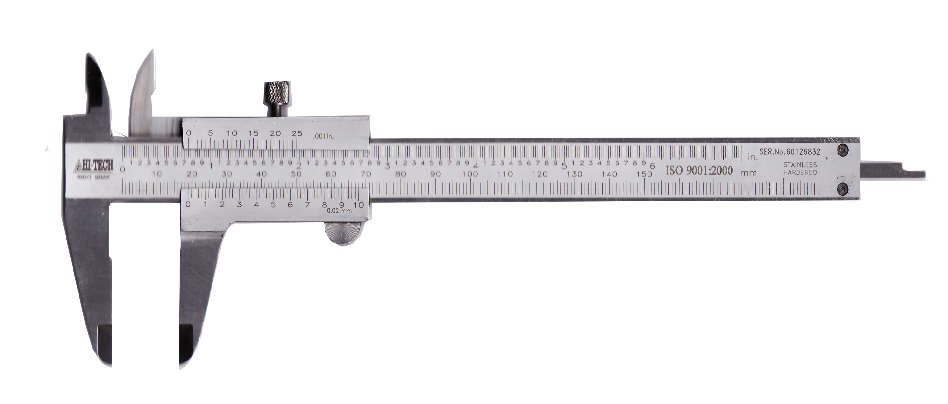 0 5 10 15 20 25 .001in.
HI-TECH
1 2 3 4 5 6 7 8 9 1 2 3 4 5 6 7 8 9 2 1 2 3 4 5 6 7 8 9 3 1 2 3 4 5 6 7 8 9 4 1 2 3 4 5 6 7 8 9 5 1 2 3 4 5 6 7 8 9 6 in.
SER.No.60126832
STAINLESS
HARDENED
0 10 20 30 40 50 60 70 80 90 100 110 120 130 140 150 ISO 9001:2000 mm
0 1 2 3 4 5 6 7 8 9 10
0.02mm